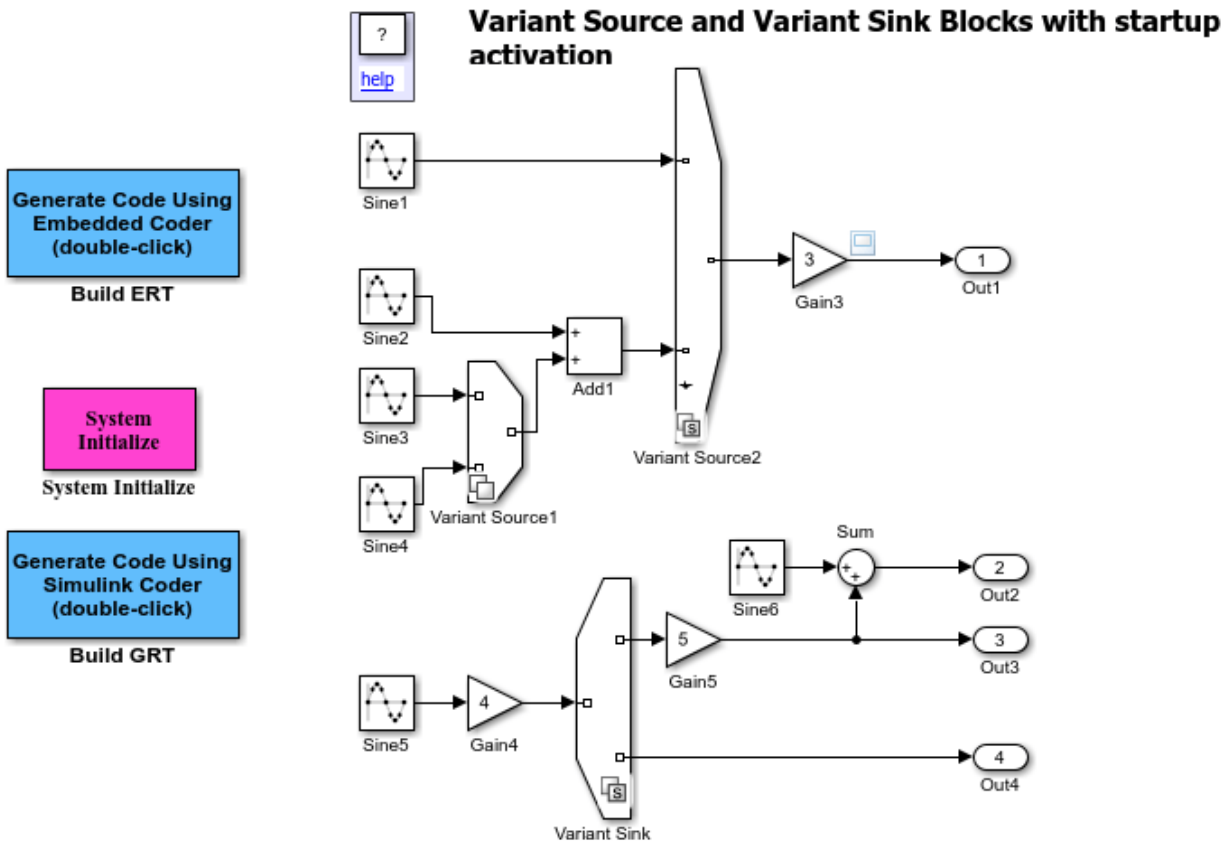 Variant Source and Variant Sink Blocks with startup
activation
?
help
Sine1
Generate Code Using
Embedded Coder
(double-click)
Build ERT
3
Gain3
1
Out1
Sine2
+
+
Add1
Sine3
Variant Source2
System
Initialize
System Initialize
S
Variant Source1
Sine4
Generate Code Using
Simulink Coder
(double-click)
Build GRT
Sum
+
+
Sine6
2
Out2
5
Gain5
3
Out3
Sine5
4
Gain4
4
Out4
S
Variant Sink